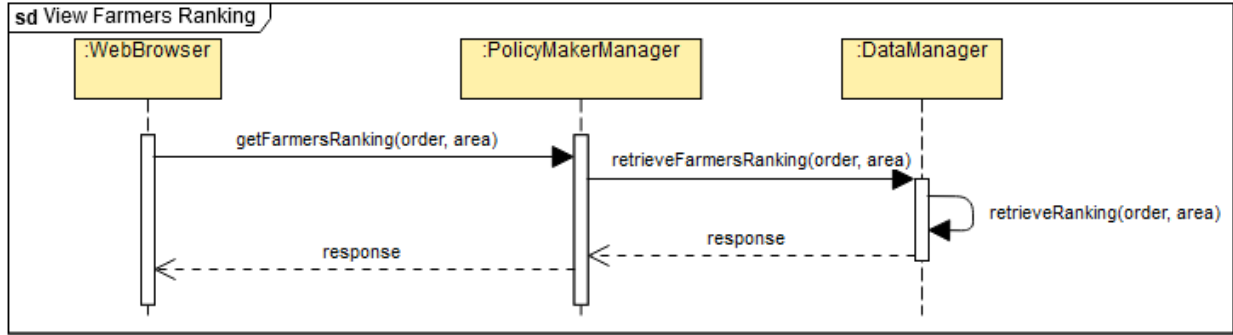 sd View Farmers Ranking
:WebBrowser
:PolicyMakerManager
:DataManager
getFarmersRanking(order, area)
retrieveFarmersRanking(order, area)
retrieveRanking(order, area)
response
response